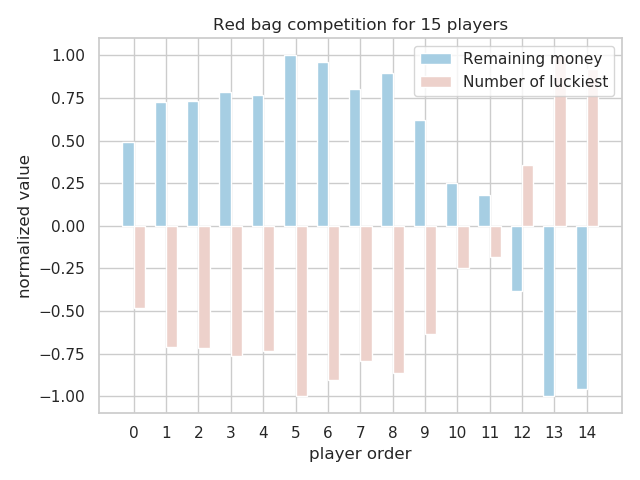 Red bag competition for 15 players
Remaining money
Number of luckiest
1.00
0.75
0.50
0.25
0.00
−0.25
−0.50
−0.75
−1.00
normalized value
0 1 2 3 4 5 6 7 8 9 10 11 12 13 14
player order